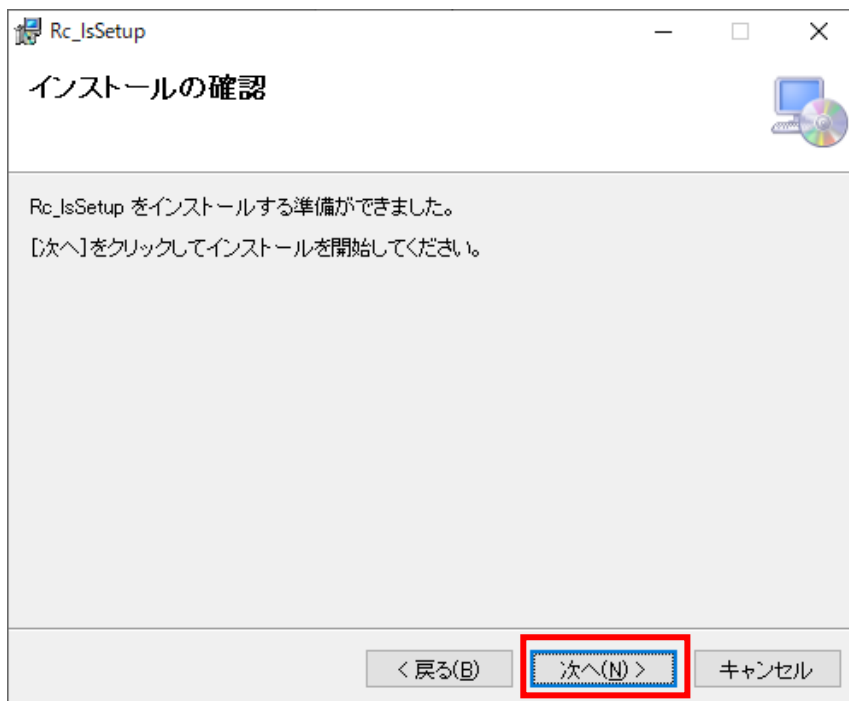 Rc_IsSetup
インストールの確認
Rc_IsSetup をインストールする準備ができました。
[次へ]をクリックしてインストールを開始してください。
< 戻る(B)
次へ(N) >
キャンセル